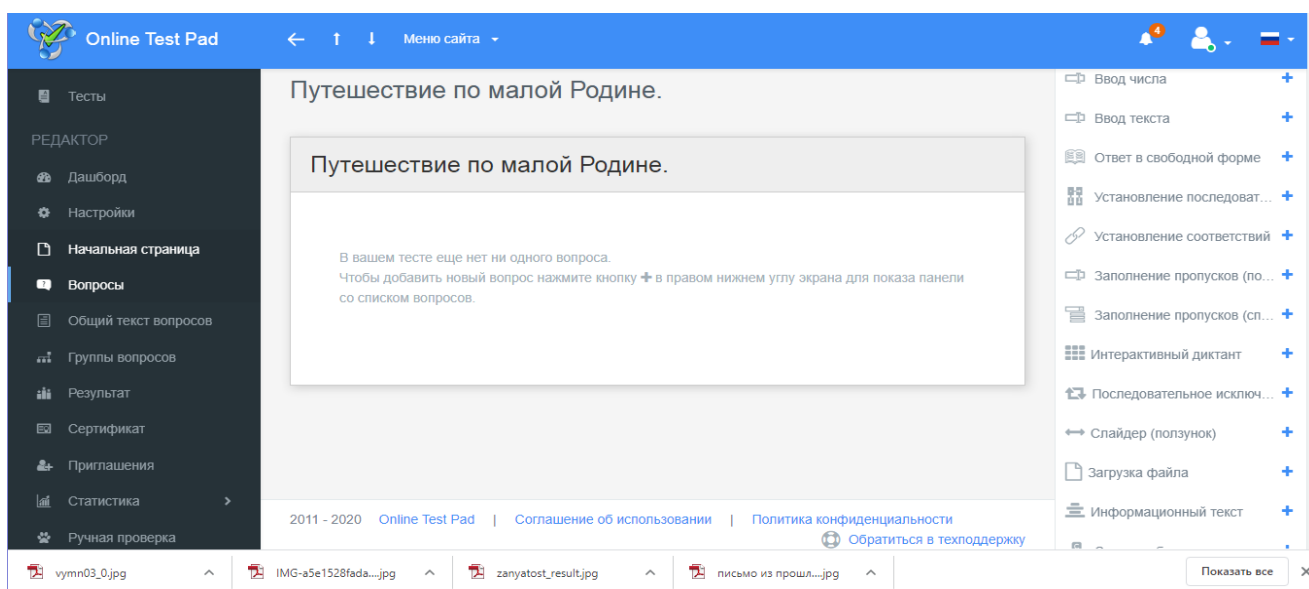 Online Test Pad
Меню сайта
4
Тесты
РЕДАКТОР
Дашборд
Настройки
Начальная страница
Вопросы
Общий текст вопросов
Группы вопросов
Результат
Сертификат
Приглашения
Статистика
Ручная проверка
Путешествие по малой Родине.
Путешествие по малой Родине.
В вашем тесте еще нет ни одного вопроса.
Чтобы добавить новый вопрос нажмите кнопку + в правом нижнем углу экрана для показа панели
со списком вопросов.
2011 - 2020 Online Test Pad | Соглашение об использовании | Политика конфиденциальности
Обратиться в техподдержку
Ввод числа
Ввод текста
Ответ в свободной форме
Установление последоват...
Установление соответствий
Заполнение пропусков (по...
Заполнение пропусков (сп...
Интерактивный диктант
Последовательное исключ...
Слайдер (ползунок)
Загрузка файла
Информационный текст
vymn03_0.jpg
IMG-a5e1528fada....jpg
zanyatost_result.jpg
письмо из прошл....jpg
Показать все